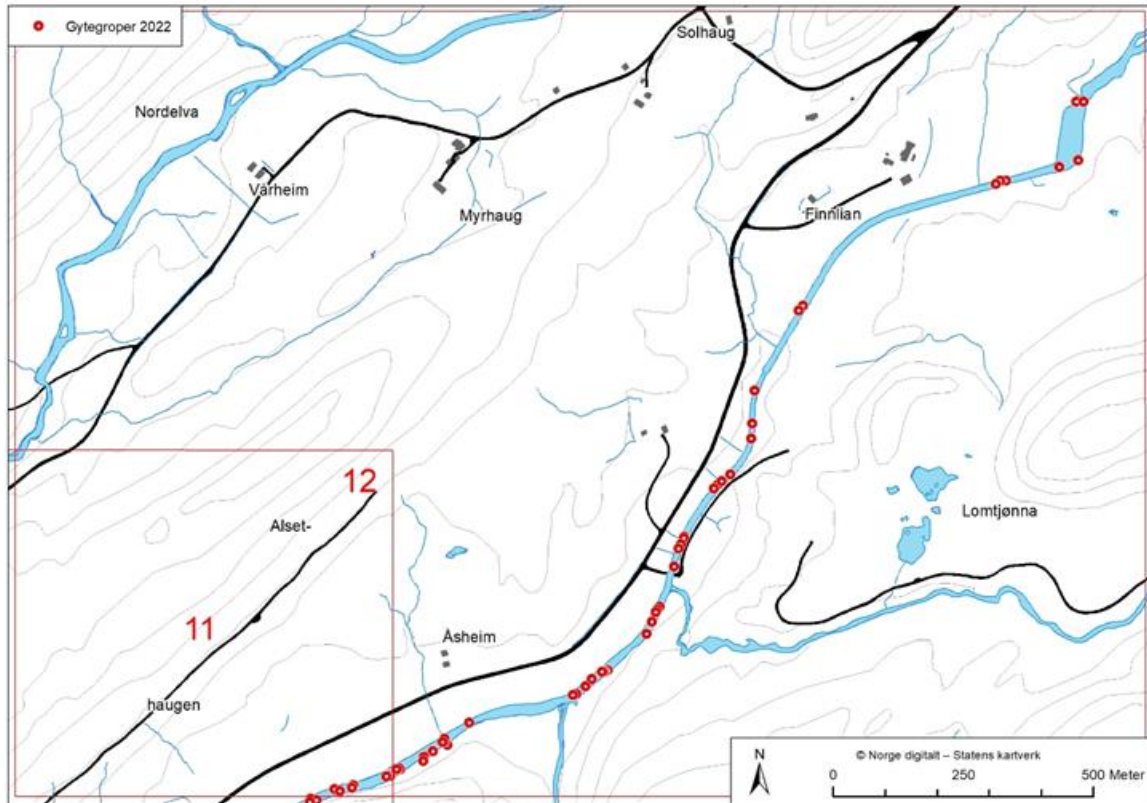 Gytegroper 2022
Solhaug
Nordelva
Vårheim
Myrhaug
Finnlian
12
Alset-
Lomtjønna
11
Åsheim
haugen
N
© Norge digitalt – Statens kartverk
0 250 500 Meter